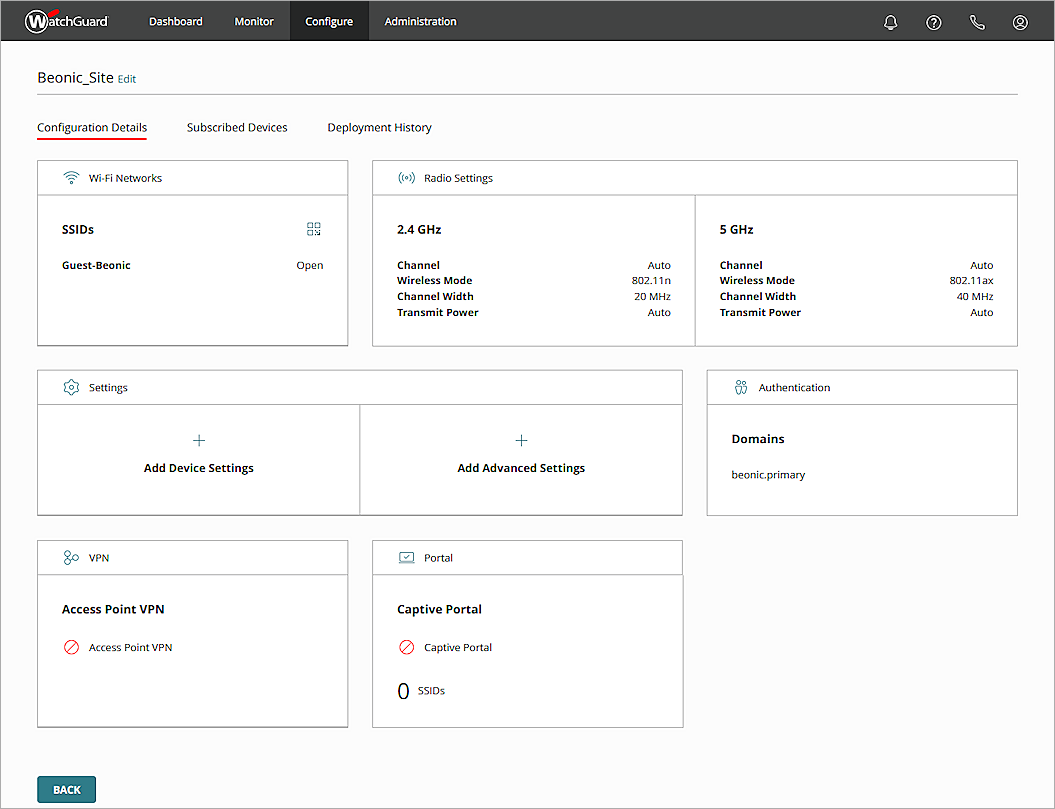 WatchGuard Dashboard Monitor Configure Administration
Beonic_Site Edit
Configuration Details Subscribed Devices Deployment History
Wi-Fi Networks
SSIDs
Guest-Beonic Open
Radio Settings
2.4 GHz
Channel Auto
Wireless Mode 802.11n
Channel Width 20 MHz
Transmit Power Auto
5 GHz
Channel Auto
Wireless Mode 802.11ax
Channel Width 40 MHz
Transmit Power Auto
Settings
Add Device Settings
Add Advanced Settings
Authentication
Domains
beonic.primary
VPN
Access Point VPN
Access Point VPN
Portal
Captive Portal
Captive Portal
0 SSIDs
BACK